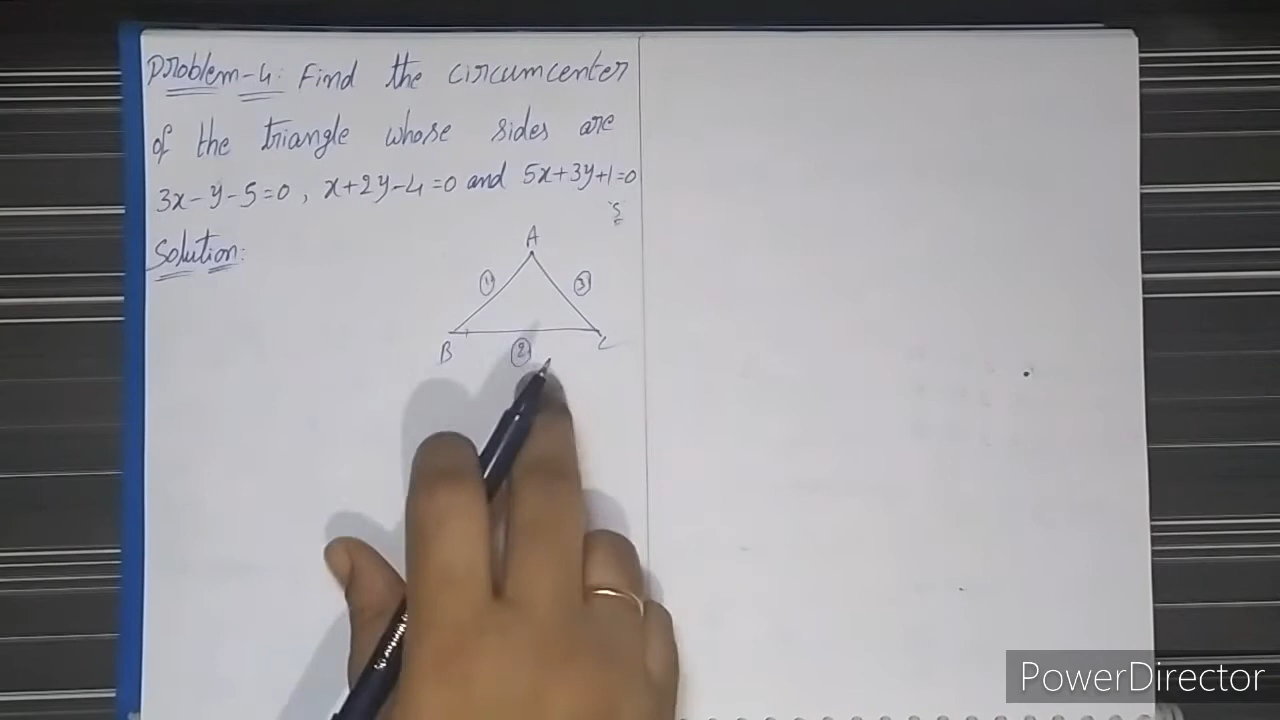 Problem-4: Find the circumcenter
of the triangle whose sides are
3x-y-5=0, x+2y-4=0 and 5x+3y+1=0
Solution:
A
1 3
B C
2
PowerDirector